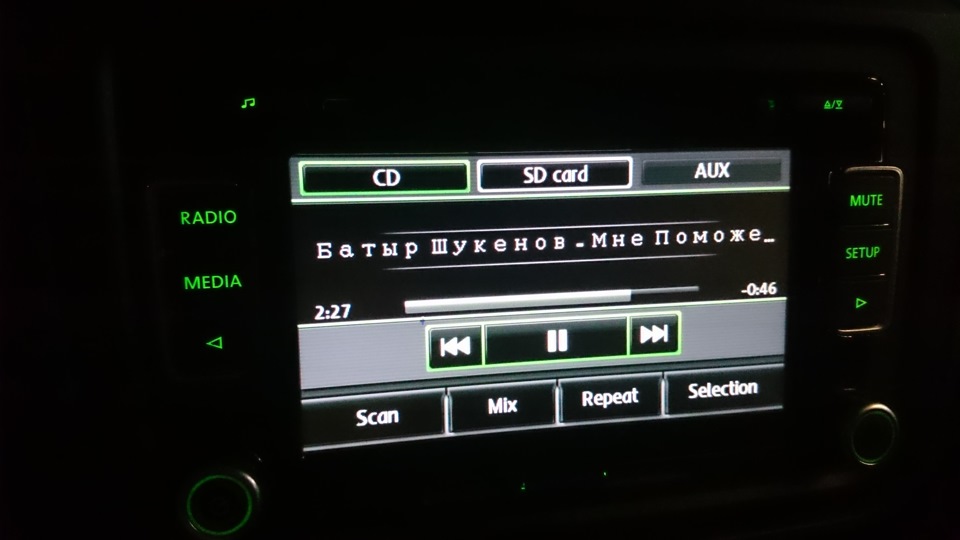 RADIO
MEDIA
CD SD card AUX
Батыр Шукенов-Мне Поможе…
2:27 -0:46
Scan Mix Repeat Selection
MUTE
SETUP